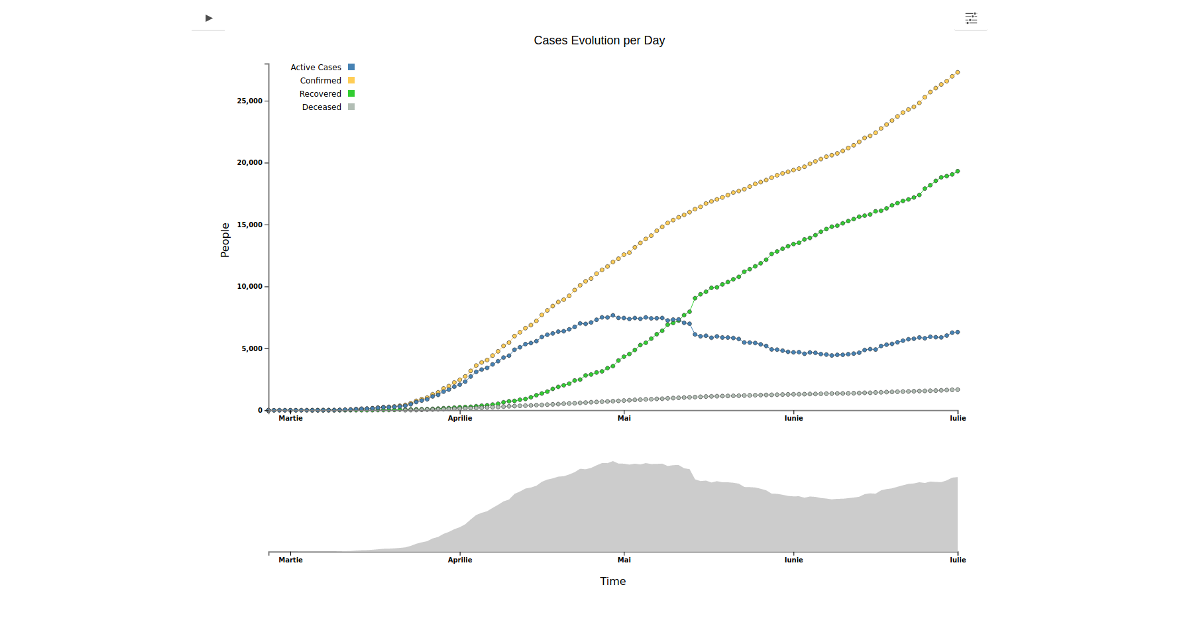 Cases Evolution per Day
Active Cases
Confirmed
Recovered
Deceased
25,000
20,000
15,000
10,000
5,000
0
People
Martie Aprilie Mai Iunie Iulie
Martie Aprilie Mai Iunie Iulie
Time